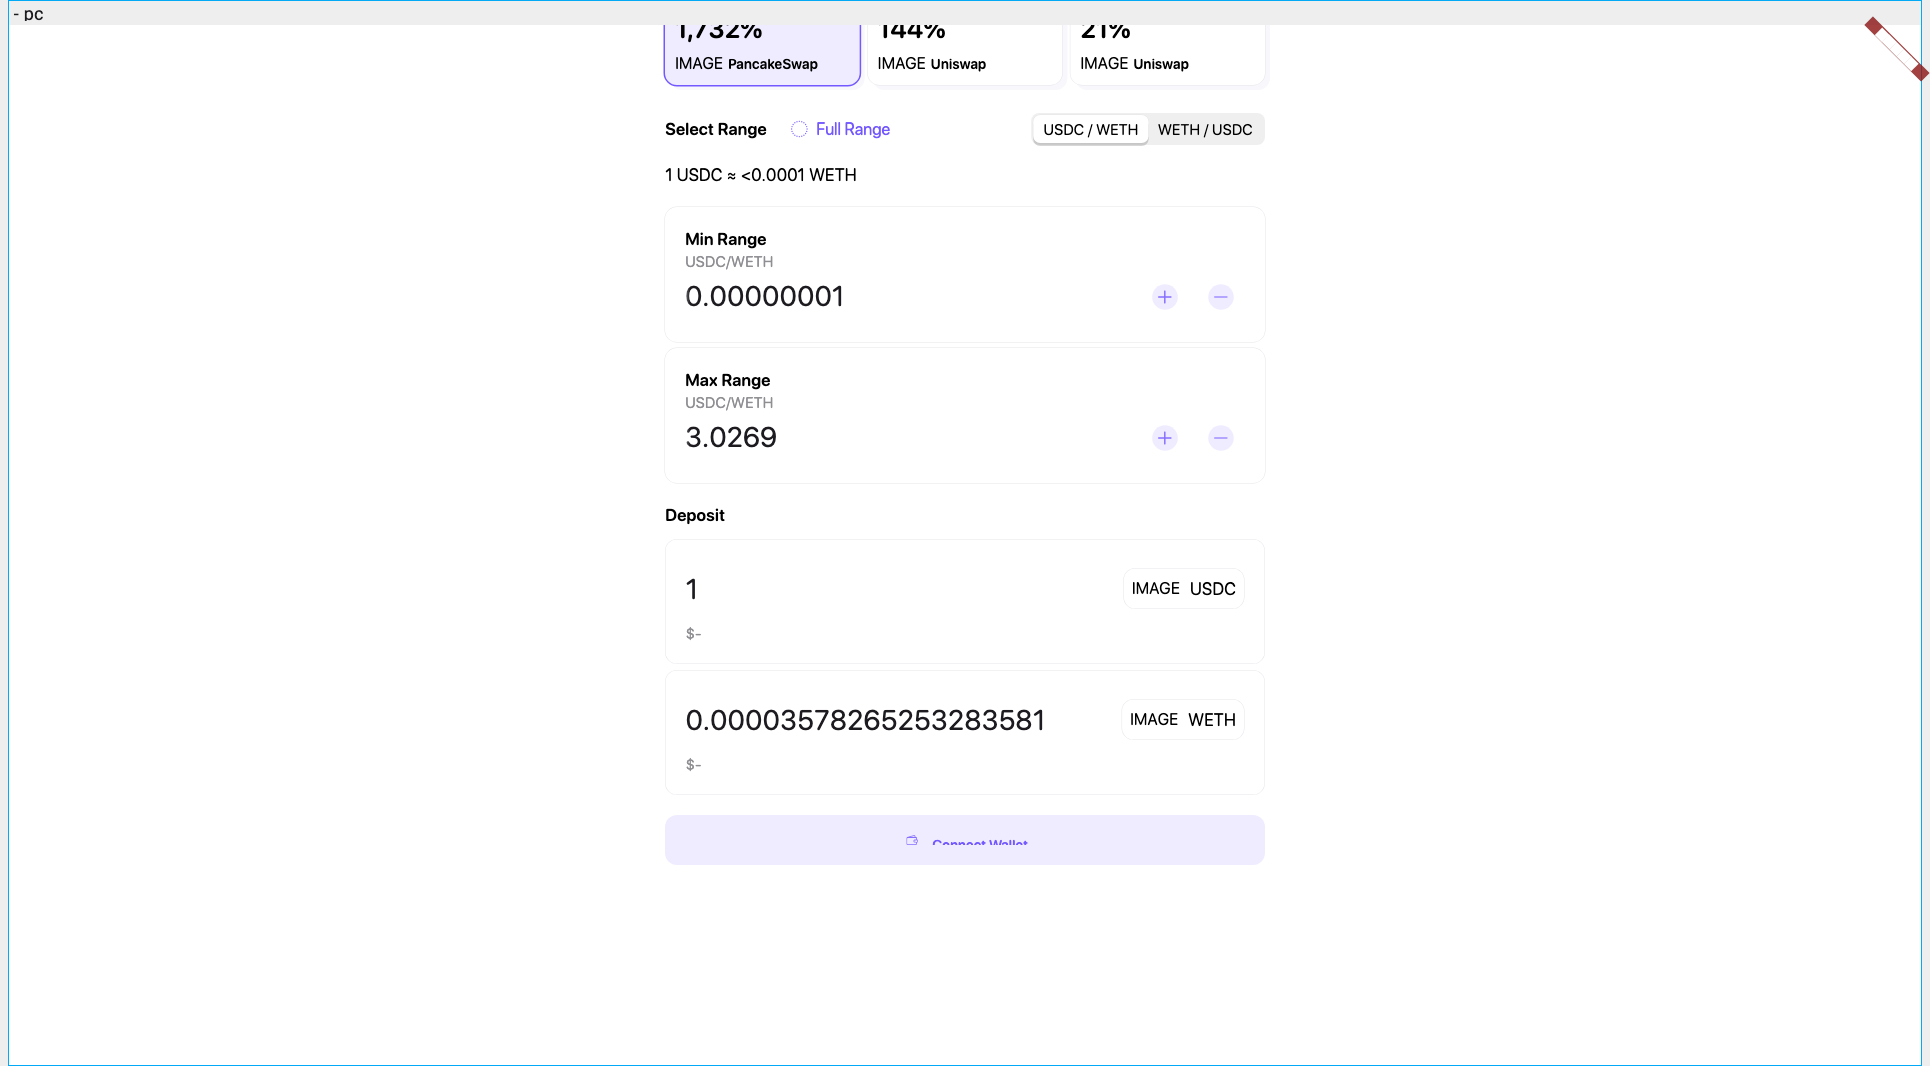 - pc
1,732% 144% 21%
IMAGE PancakeSwap IMAGE Uniswap IMAGE Uniswap
Select Range Full Range USDC / WETH WETH / USDC
1 USDC ≈ <0.0001 WETH
Min Range
USDC/WETH
0.00000001
Max Range
USDC/WETH
3.0269
Deposit
1 IMAGE USDC
$-
0.00003578265253283581 IMAGE WETH
$-
Connect Wallet